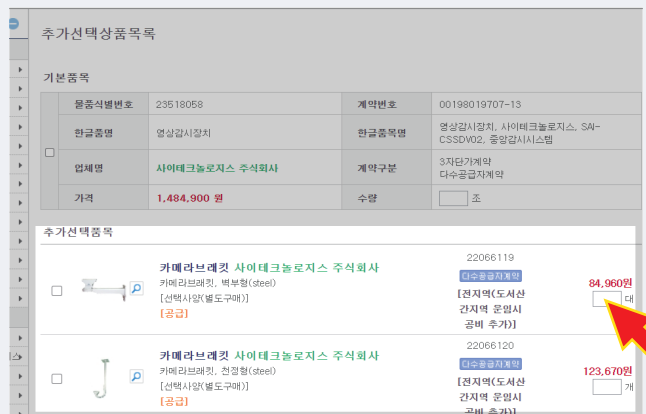 추가선택상품목록
기본품목
물품식별번호 23518058 계약번호 00198019707-13
한글품명 영상감시장치 한글품목명 영상감시장치, 사이테크놀로지스, SAI-
CSSDV02, 중앙감시시스템
업체명 사이테크놀로지스 주식회사 계약구분 3자단가계약
다수공급자계약
가격 1,484,900 원 수량 조
추가선택품목
카메라브래킷 사이테크놀로지스 주식회사
카메라브래킷, 벽부형(steel)
[선택사양(별도구매)]
[공급]
22066119
다수공급자계약
[전지역(도서산
간지역 운임시
공비 추가)]
84,960원
대
카메라브래킷 사이테크놀로지스 주식회사
카메라브래킷, 천정형(steel)
[선택사양(별도구매)]
[공급]
22066120
다수공급자계약
[전지역(도서산
간지역 운임시
공비 추가)]
123,670원
개